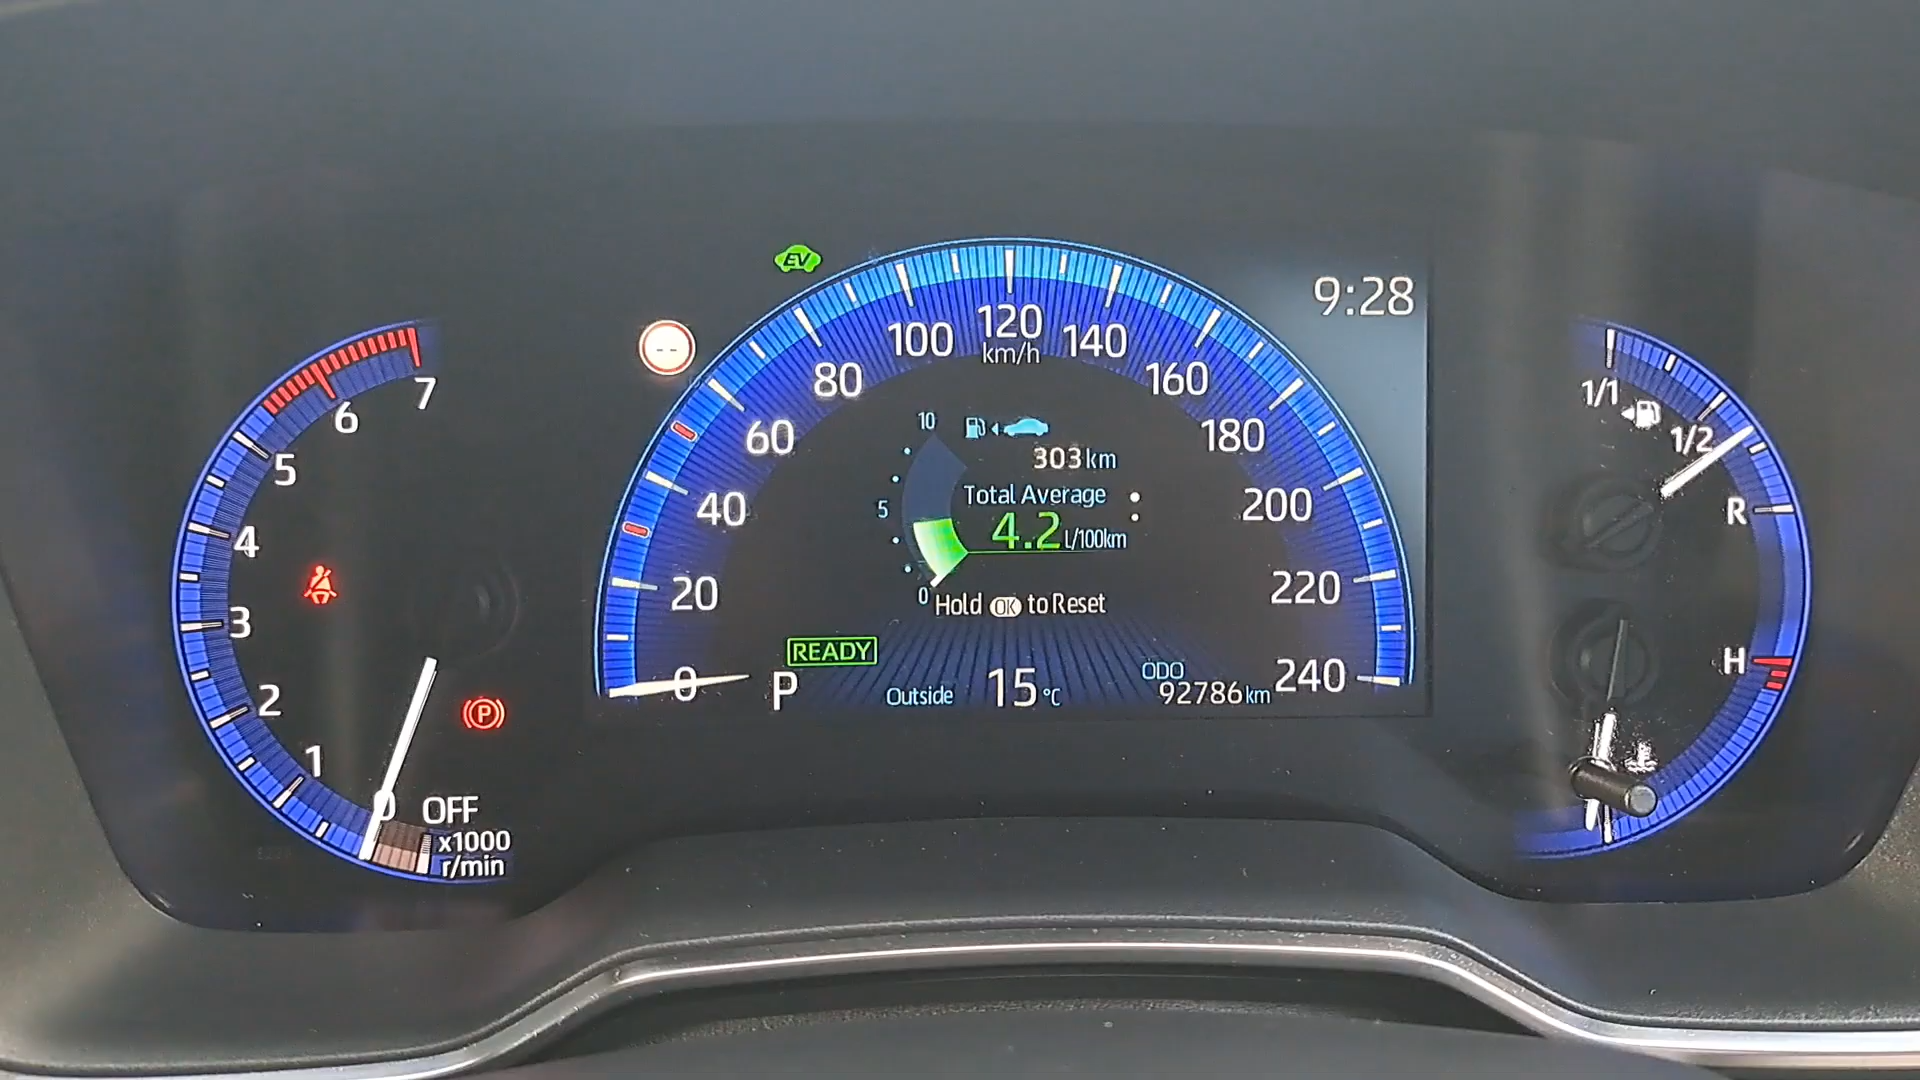 EV
--
9:28
7
6
5
4
3
2
1
0
OFF
x1000
r/min
P
0
20
40
60
80
100
120
km/h
140
160
180
200
220
240
10
5
0
303 km
Total Average
4.2 L/100km
Hold OK to Reset
READY
P
Outside 15 °C
ODO
92786 km
1/1
1/2
R
H